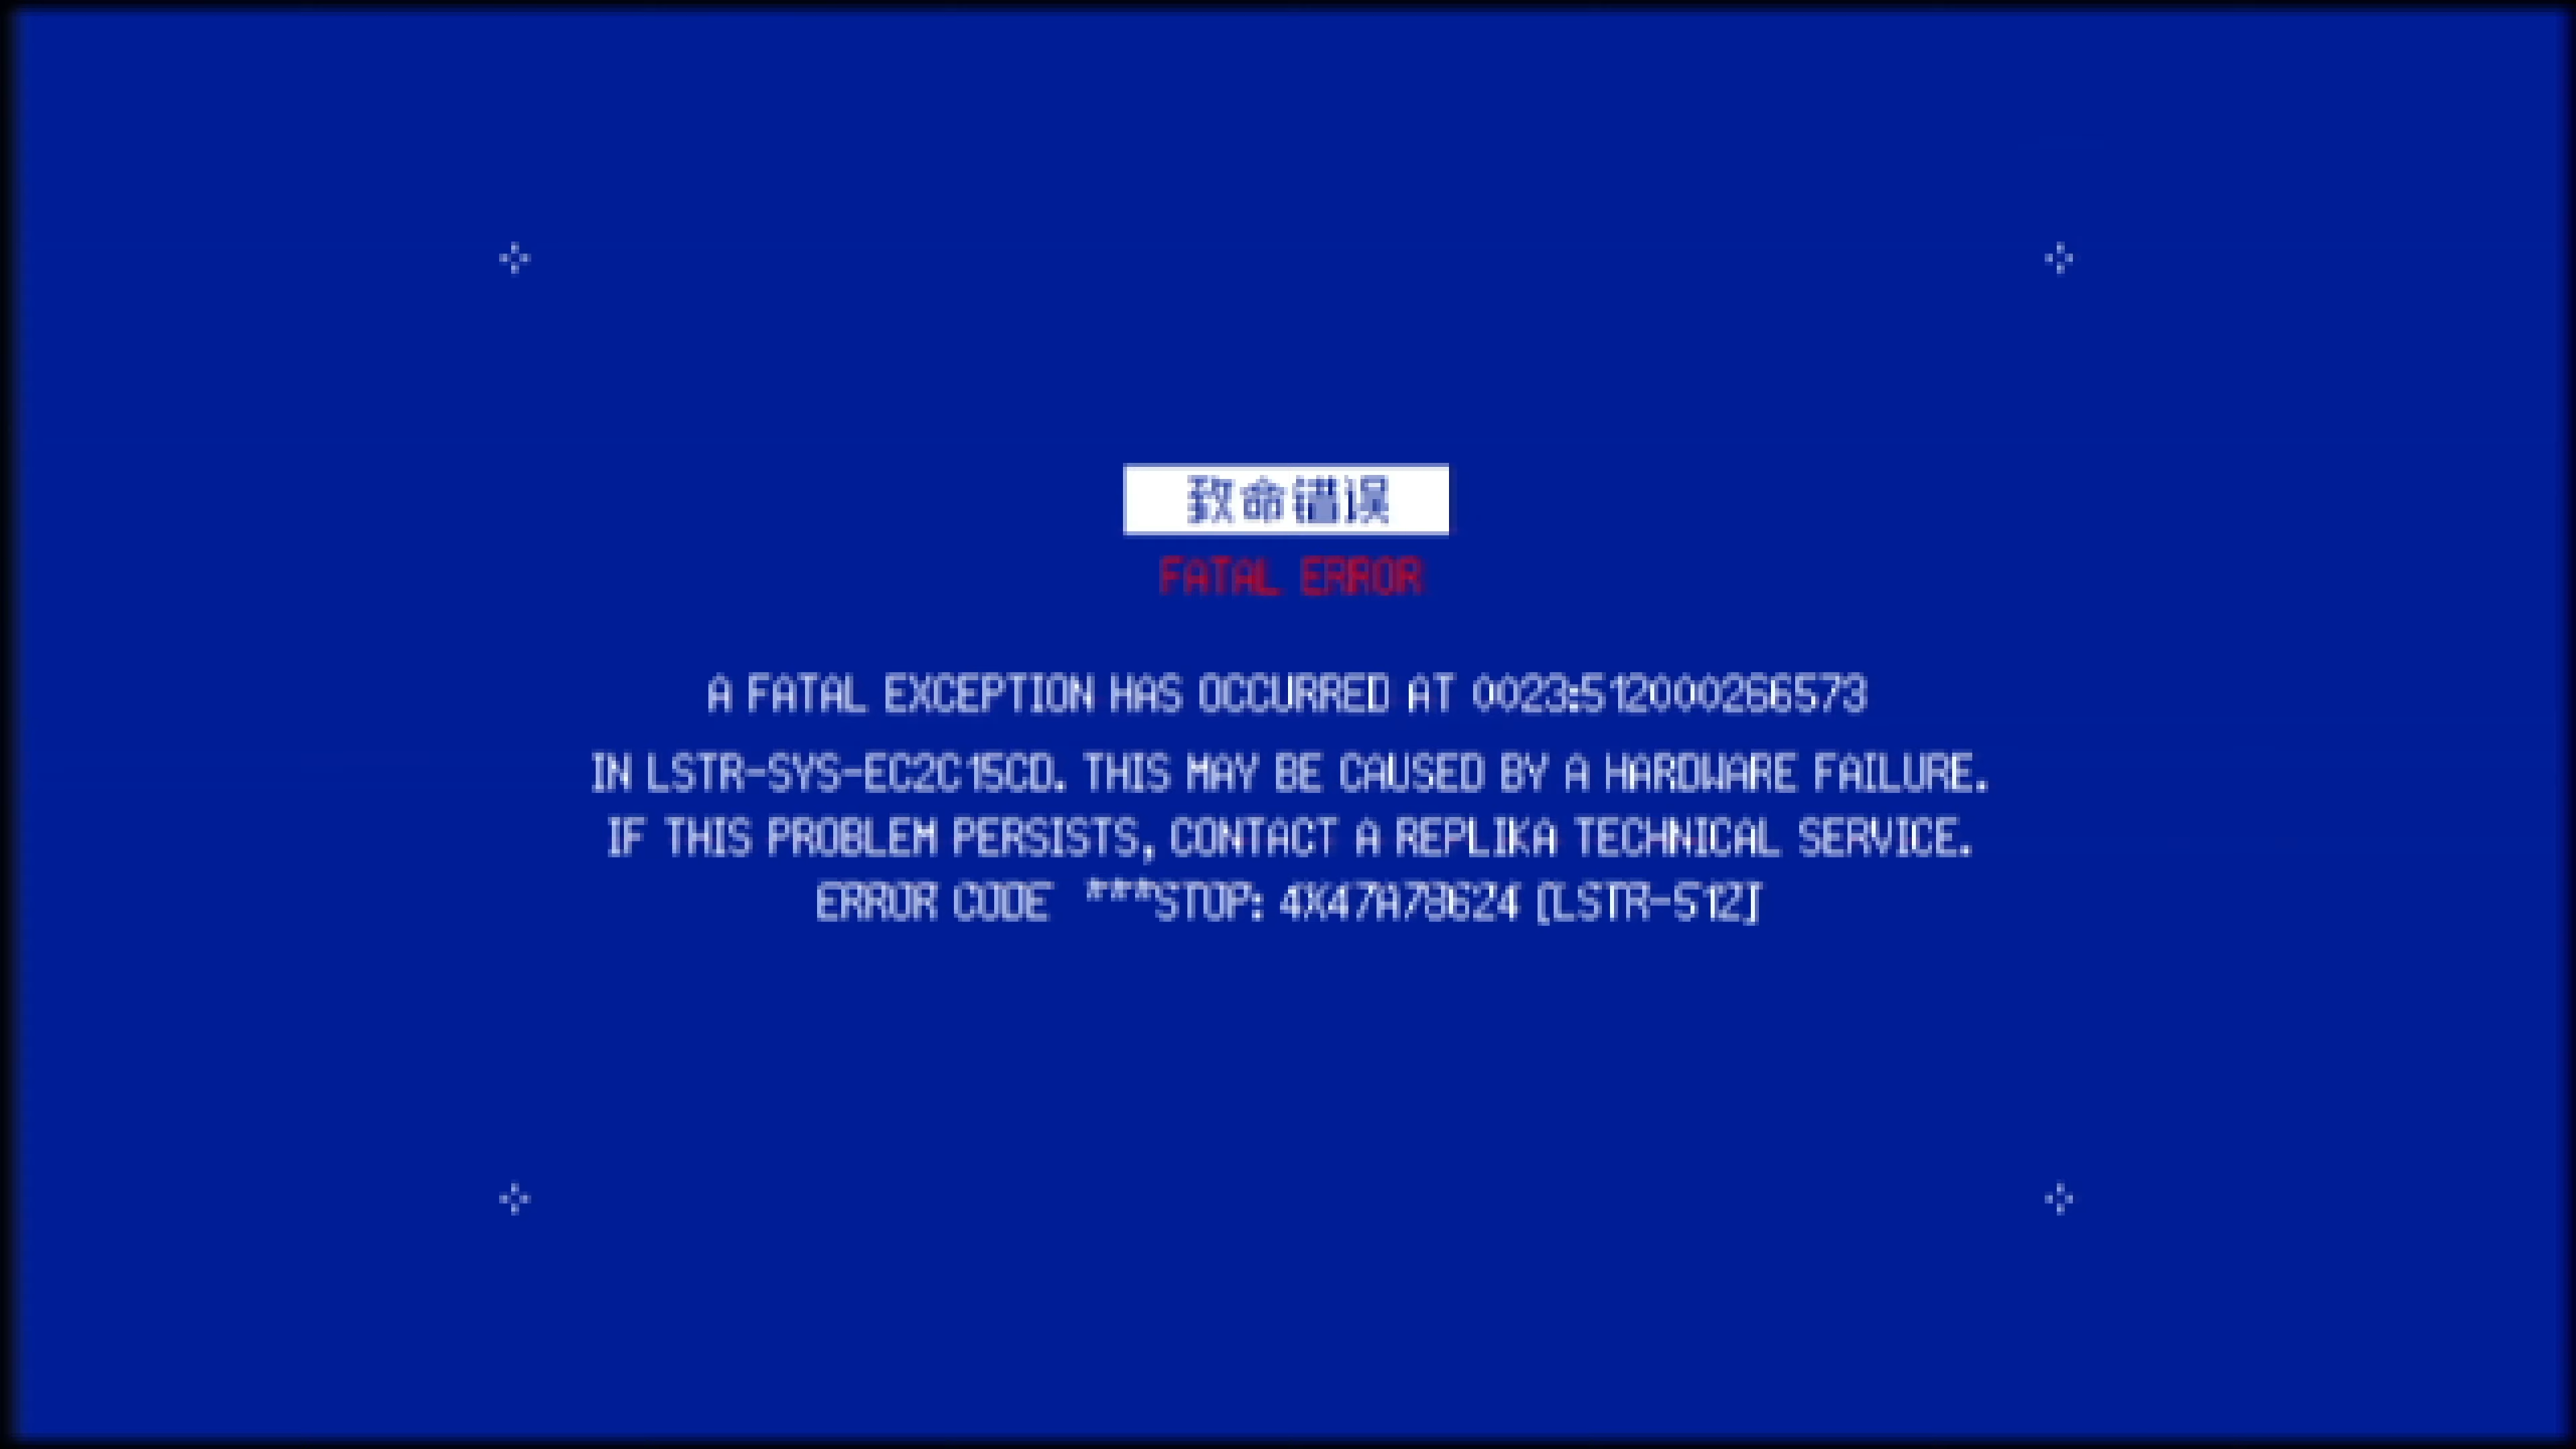 致命错误
FATAL ERROR
A FATAL EXCEPTION HAS OCCURRED AT 0023:512000266573
IN LSTR-SYS-EC2C15CD. THIS MAY BE CAUSED BY A HARDWARE FAILURE.
IF THIS PROBLEM PERSISTS, CONTACT A REPLIKA TECHNICAL SERVICE.
ERROR CODE ***STOP: 4X47A78624 [LSTR-512]